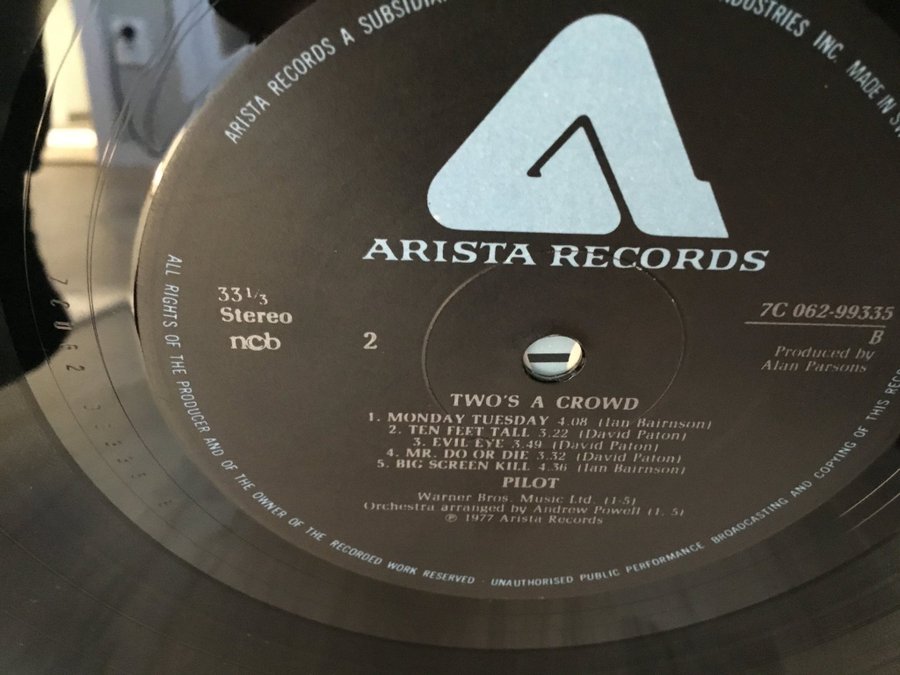 ARISTA RECORDS A SUBSIDIA
INDUSTRIES INC. MADE IN SW
ARISTA RECORDS
33 1/3
Stereo
ncb
2
7C 062-99335
B
Produced by
Alan Parsons
TWO'S A CROWD
1. MONDAY TUESDAY 4.08 (Ian Bairnson)
2. TEN FEET TALL 3.22 (David Paton)
3. EVIL EYE 3.49 (David Paton)
4. MR. DO OR DIE 3.32 (David Paton)
5. BIG SCREEN KILL 4.36 (Ian Bairnson)
PILOT
Warner Bros. Music Ltd. (1-5)
Orchestra arranged by Andrew Powell (1, 5)
℗ 1977 Arista Records
ALL RIGHTS OF THE PRODUCER AND OF THE OWNER OF THE RECORDED WORK RESERVED · UNAUTHORISED PUBLIC PERFORMANCE BROADCASTING AND COPYING OF THIS RECO